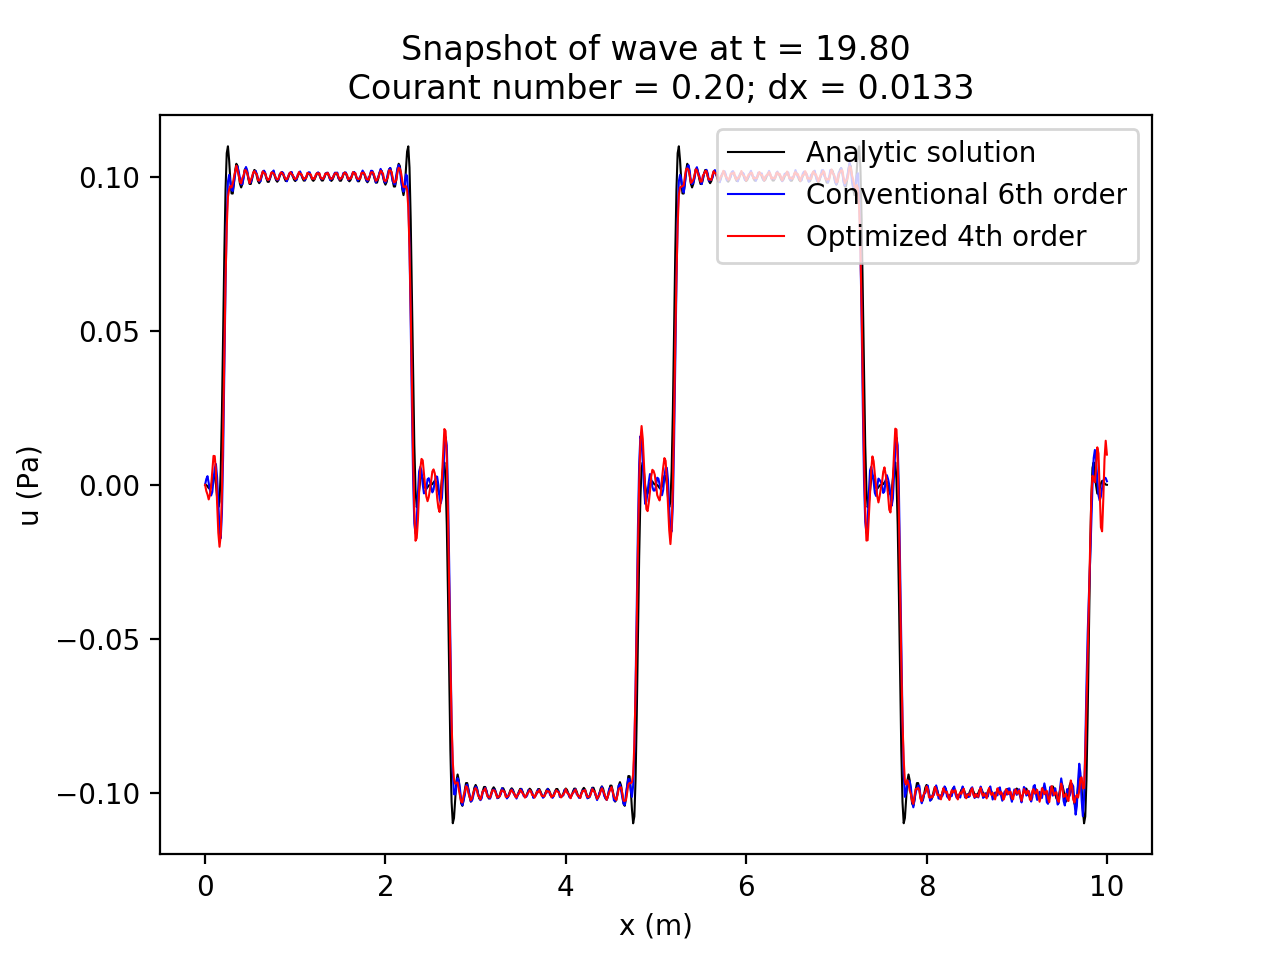 Snapshot of wave at t = 19.80
Courant number = 0.20; dx = 0.0133
Analytic solution
Conventional 6th order
Optimized 4th order
0.10
0.05
0.00
−0.05
−0.10
u (Pa)
0 2 4 6 8 10
x (m)